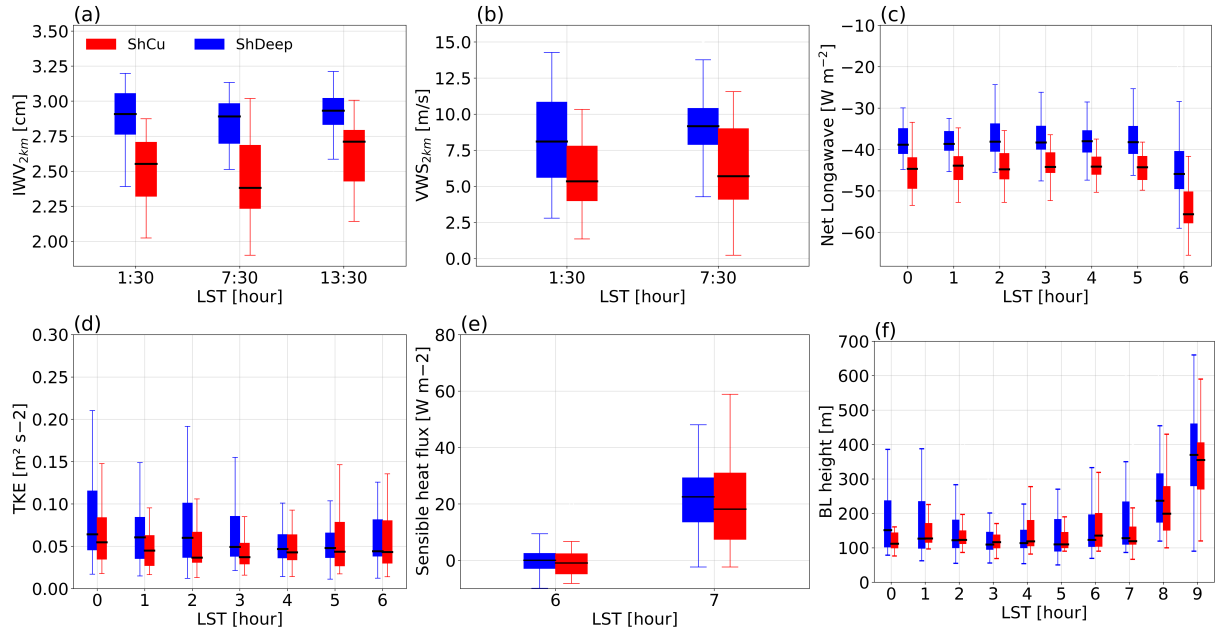 (a)
ShCu
ShDeep
3.50
3.25
3.00
2.75
2.50
2.25
2.00
IWV2km [cm]
1:30
7:30
13:30
LST [hour]
(b)
15.0
12.5
10.0
7.5
5.0
2.5
0.0
VWS2km [m/s]
1:30
7:30
LST [hour]
(c)
−10
−20
−30
−40
−50
−60
Net Longawave [W m−2]
0 1 2 3 4 5 6
LST [hour]
(d)
0.30
0.25
0.20
0.15
0.10
0.05
0.00
TKE [m² s−2]
0 1 2 3 4 5 6
LST [hour]
(e)
80
60
40
20
0
Sensible heat flux [W m−2]
6 7
LST [hour]
(f)
700
600
500
400
300
200
100
0
BL height [m]
0 1 2 3 4 5 6 7 8 9
LST [hour]